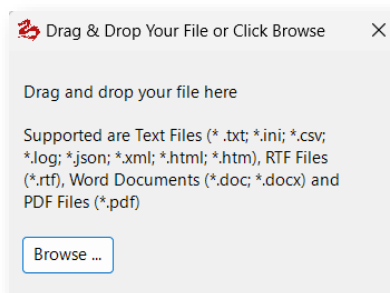 Drag & Drop Your File or Click Browse
Drag and drop your file here
Supported are Text Files (* .txt; *.ini; *.csv;
*.log; *.json; *.xml; *.html; *.htm), RTF Files
(*.rtf), Word Documents (*.doc; *.docx) and
PDF Files (*.pdf)
Browse ...